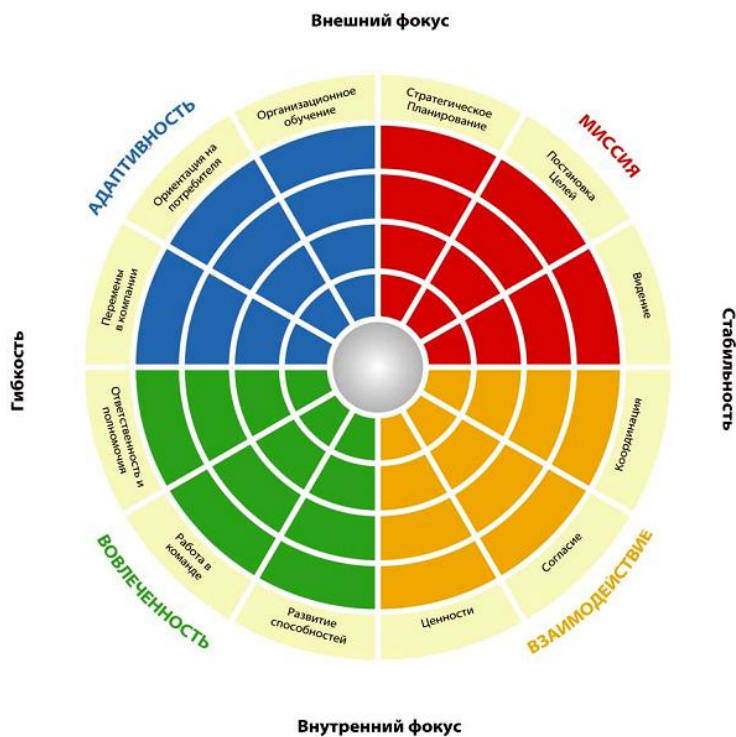 Внешний фокус
АДАПТИВНОСТЬ
Организационное
обучение
Стратегическое
Планирование
МИССИЯ
Ориентация на
потребителя
Постановка
Целей
Перемены
в компании
Видение
Гибкость
Стабильность
Ответственность и
полномочия
Координация
Работа в
команде
Согласие
Развитие
способностей
Ценности
ВОВЛЕЧЕННОСТЬ
ВЗАИМОДЕЙСТВИЕ
Внутренний фокус